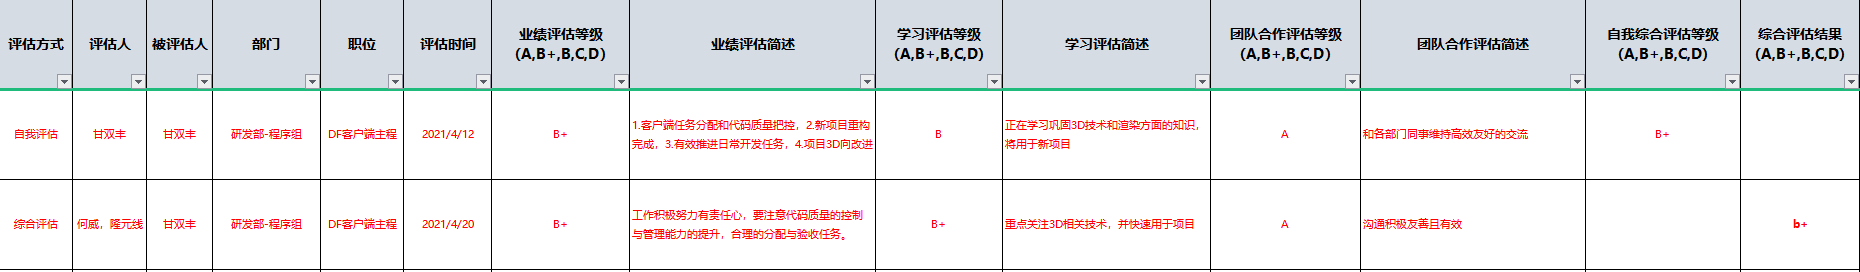 评估方式 评估人 被评估人 部门 职位 评估时间 业绩评估等级 业绩评估简述 学习评估等级 学习评估简述 团队合作评估等级 团队合作评估简述 自我综合评估等级 综合评估结果
(A,B+,B,C,D) (A,B+,B,C,D) (A,B+,B,C,D) (A,B+,B,C,D) (A,B+,B,C,D)
自我评估 甘双丰 甘双丰 研发部-程序组 DF客户端主程 2021/4/12 B+ 1.客户端任务分配和代码质量把控，2.新项目重构 B 正在学习巩固3D技术和渲染方面的知识， A 和各部门同事维持高效友好的交流 B+
完成，3.有效推进日常开发任务，4.项目3D向改进 将用于新项目
综合评估 何威，隆元线 甘双丰 研发部-程序组 DF客户端主程 2021/4/20 B+ 工作积极努力有责任心，要注意代码质量的控制 B+ 重点关注3D相关技术，并快速用于项目 A 沟通积极友善且有效 b+
与管理能力的提升，合理的分配与验收任务。